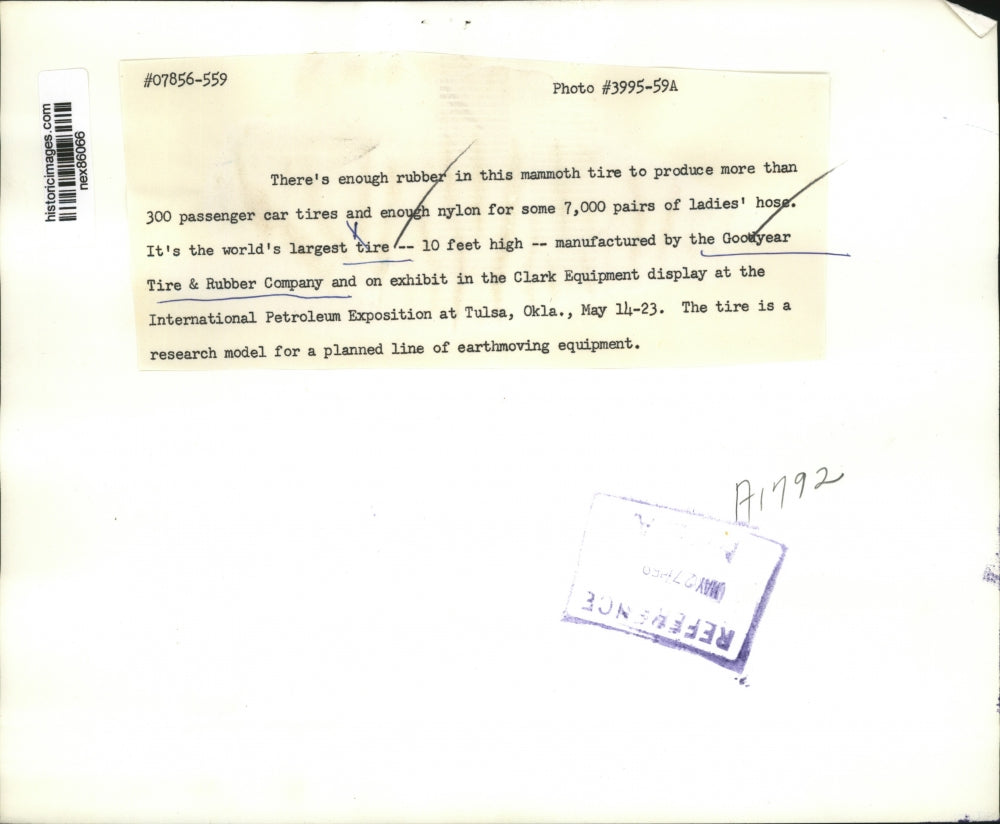 #07856-559
Photo #3995-59A
historicimages.com
nex86066
There's enough rubber in this mammoth tire to produce more than
300 passenger car tires and enough nylon for some 7,000 pairs of ladies' hose.
It's the world's largest tire -- 10 feet high -- manufactured by the Goodyear
Tire & Rubber Company and on exhibit in the Clark Equipment display at the
International Petroleum Exposition at Tulsa, Okla., May 14-23. The tire is a
research model for a planned line of earthmoving equipment.
A1792
REFERENCE
MAY 27